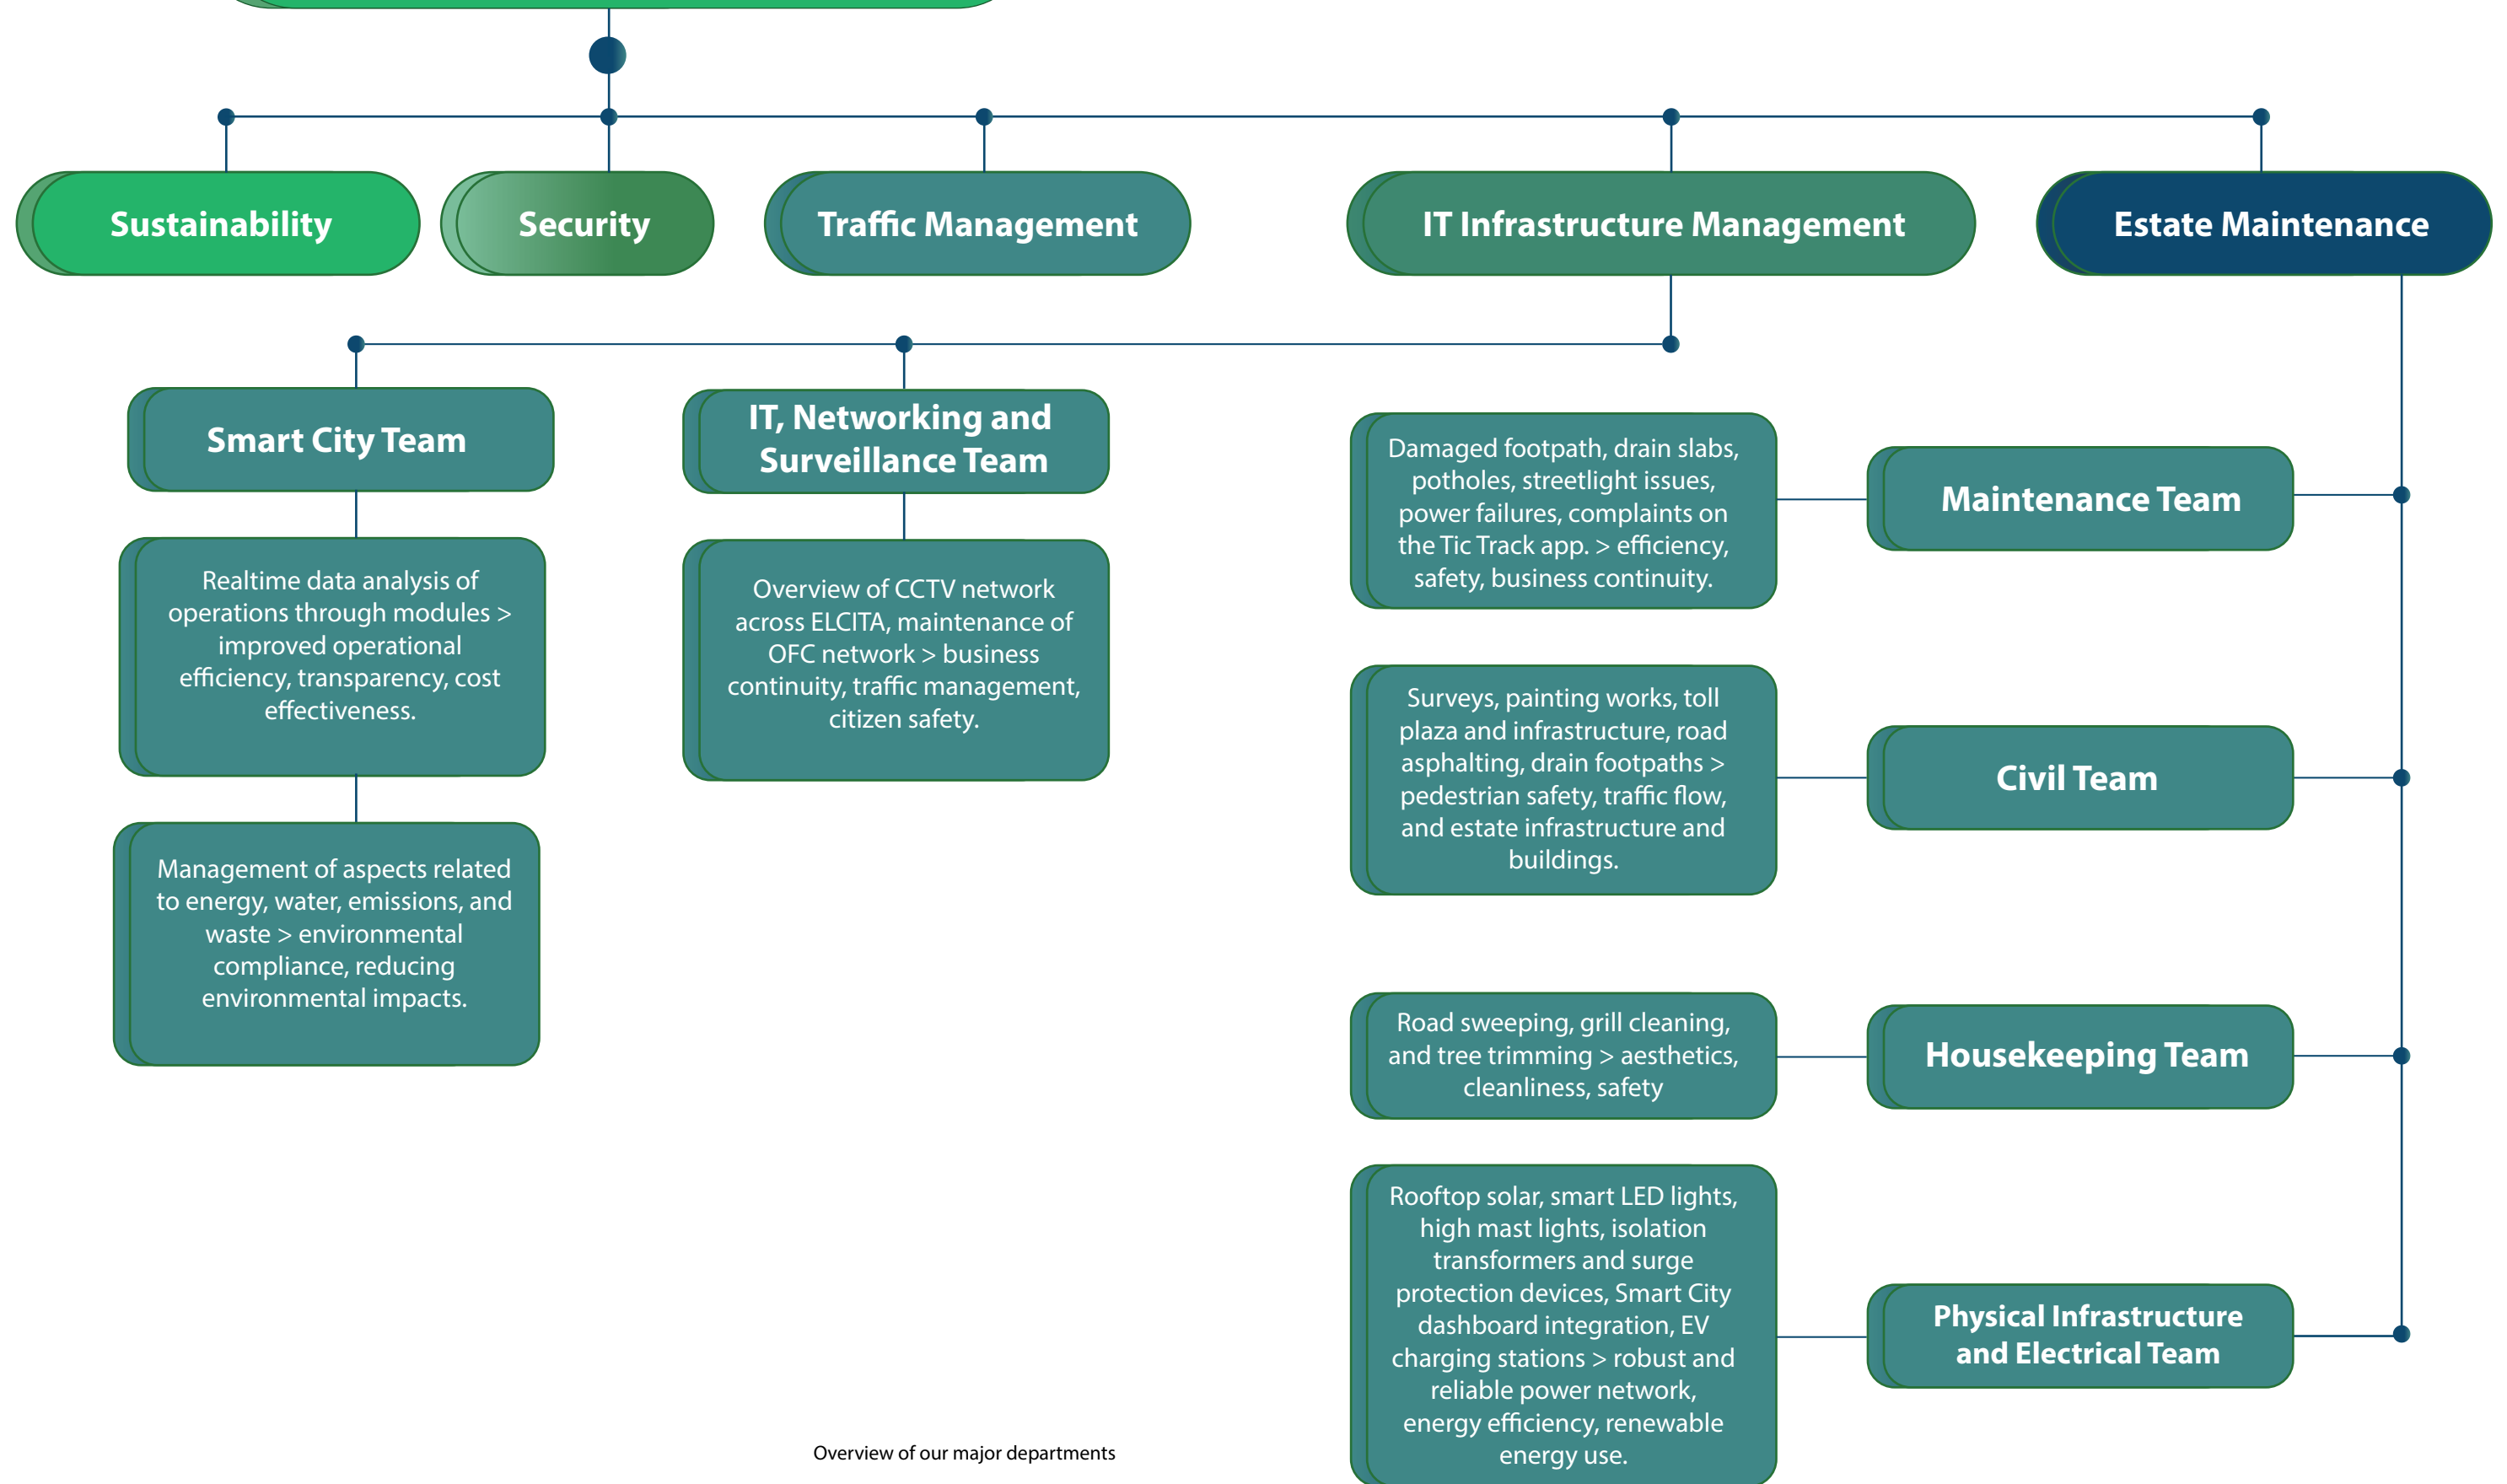 Sustainability
Security
Traffic Management
IT Infrastructure Management
Estate Maintenance
Smart City Team
Realtime data analysis of
operations through modules >
improved operational
efficiency, transparency, cost
effectiveness.
Management of aspects related
to energy, water, emissions, and
waste > environmental
compliance, reducing
environmental impacts.
IT, Networking and
Surveillance Team
Overview of CCTV network
across ELCITA, maintenance of
OFC network > business
continuity, traffic management,
citizen safety.
Maintenance Team
Damaged footpath, drain slabs,
potholes, streetlight issues,
power failures, complaints on
the Tic Track app. > efficiency,
safety, business continuity.
Civil Team
Surveys, painting works, toll
plaza and infrastructure, road
asphalting, drain footpaths >
pedestrian safety, traffic flow,
and estate infrastructure and
buildings.
Housekeeping Team
Road sweeping, grill cleaning,
and tree trimming > aesthetics,
cleanliness, safety
Physical Infrastructure
and Electrical Team
Rooftop solar, smart LED lights,
high mast lights, isolation
transformers and surge
protection devices, Smart City
dashboard integration, EV
charging stations > robust and
reliable power network,
energy efficiency, renewable
energy use.
Overview of our major departments